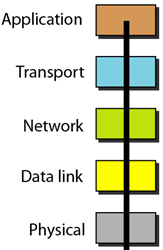 Application
Transport
Network
Data link
Physical